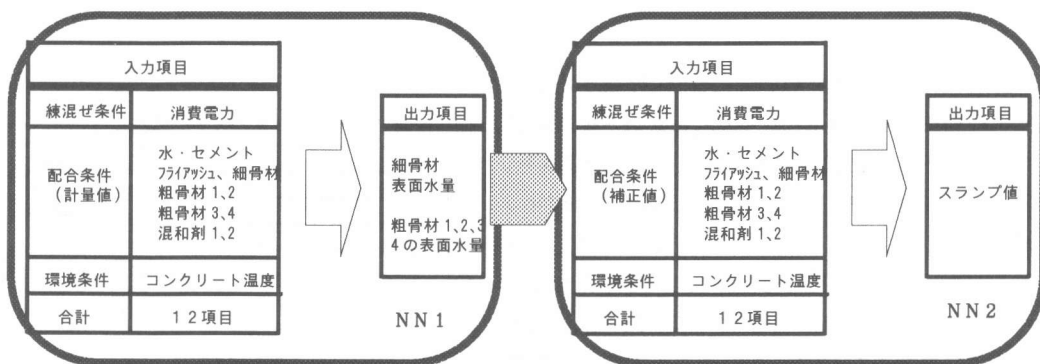 入力項目
練混ぜ条件 消費電力
配合条件
(計量値)
水・セメント
フライアッシュ、細骨材
粗骨材1,2
粗骨材3,4
混和剤1,2
環境条件 コンクリート温度
合計 12項目
出力項目
細骨材
表面水量
粗骨材1,2、3
4の表面水量
NN1
入力項目
練混ぜ条件 消費電力
配合条件
(補正値)
水・セメント
フライアッシュ、細骨材
粗骨材1,2
粗骨材3,4
混和剤1,2
環境条件 コンクリート温度
合計 12項目
出力項目
スランプ値
NN2